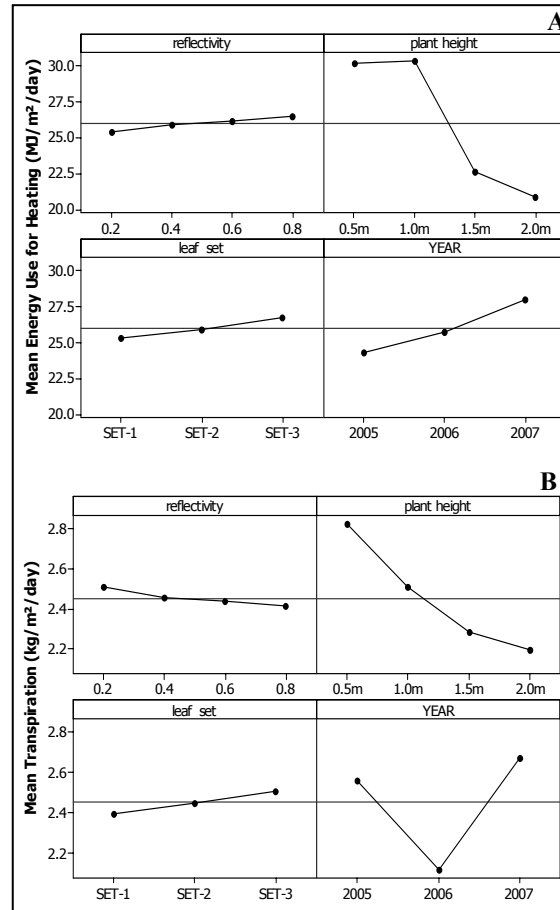 A
reflectivity plant height
30.0
27.5
25.0
22.5
20.0
0.2 0.4 0.6 0.8 0.5m 1.0m 1.5m 2.0m
leaf set YEAR
30.0
27.5
25.0
22.5
20.0
SET-1 SET-2 SET-3 2005 2006 2007
Mean Energy Use for Heating (MJ/m²/day)
B
reflectivity plant height
2.8
2.6
2.4
2.2
0.2 0.4 0.6 0.8 0.5m 1.0m 1.5m 2.0m
leaf set YEAR
2.8
2.6
2.4
2.2
SET-1 SET-2 SET-3 2005 2006 2007
Mean Transpiration (kg/m²/day)